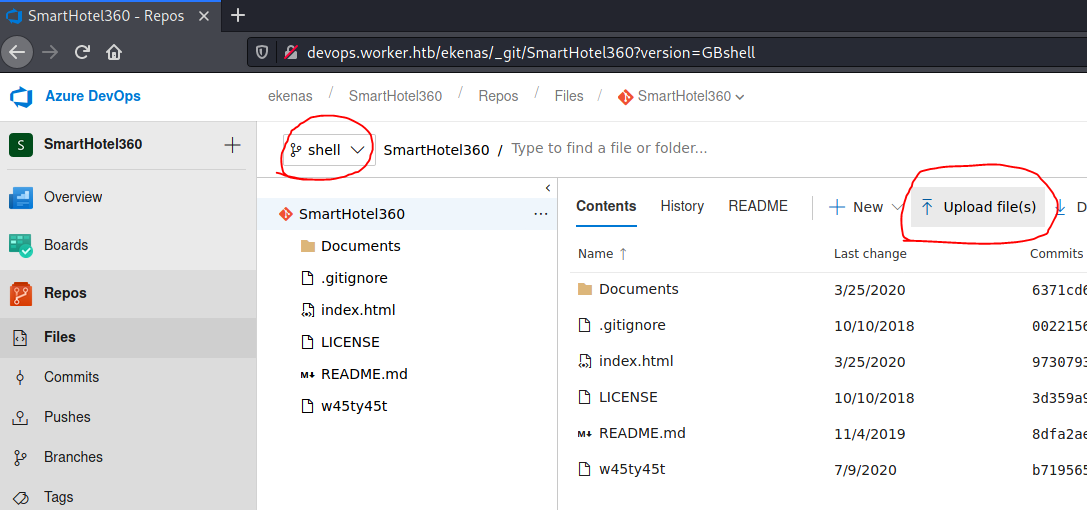 SmartHotel360 - Repos
devops.worker.htb/ekenas/_git/SmartHotel360?version=GBshell
Azure DevOps
ekenas / SmartHotel360 / Repos / Files / SmartHotel360
S SmartHotel360
shell SmartHotel360 / Type to find a file or folder...
Overview
Boards
Repos
Files
Commits
Pushes
Branches
Tags
SmartHotel360 ...
Documents
.gitignore
index.html
LICENSE
README.md
w45ty45t
Contents History README New Upload file(s) D
Name ↑ Last change Commits
Documents 3/25/2020 6371cd6
.gitignore 10/10/2018 0022156
index.html 3/25/2020 9730793
LICENSE 10/10/2018 3d359a9
README.md 11/4/2019 8dfa2ae
w45ty45t 7/9/2020 b719565